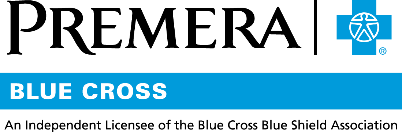 PREMERA
®
BLUE CROSS
An Independent Licensee of the Blue Cross Blue Shield Association